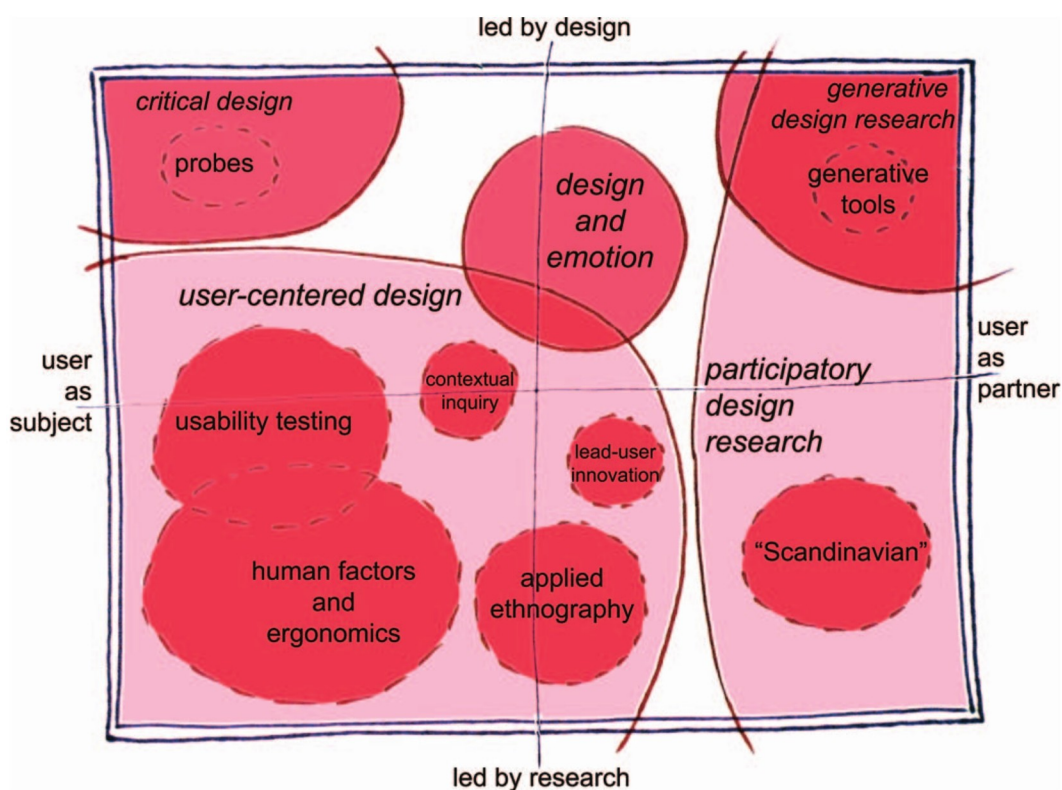 led by design
critical design
probes
generative
design research
generative
tools
design
and
emotion
user-centered design
user
as
subject
user
as
partner
contextual
inquiry
participatory
design
research
usability testing
lead-user
innovation
"Scandinavian"
human factors
and
ergonomics
applied
ethnography
led by research